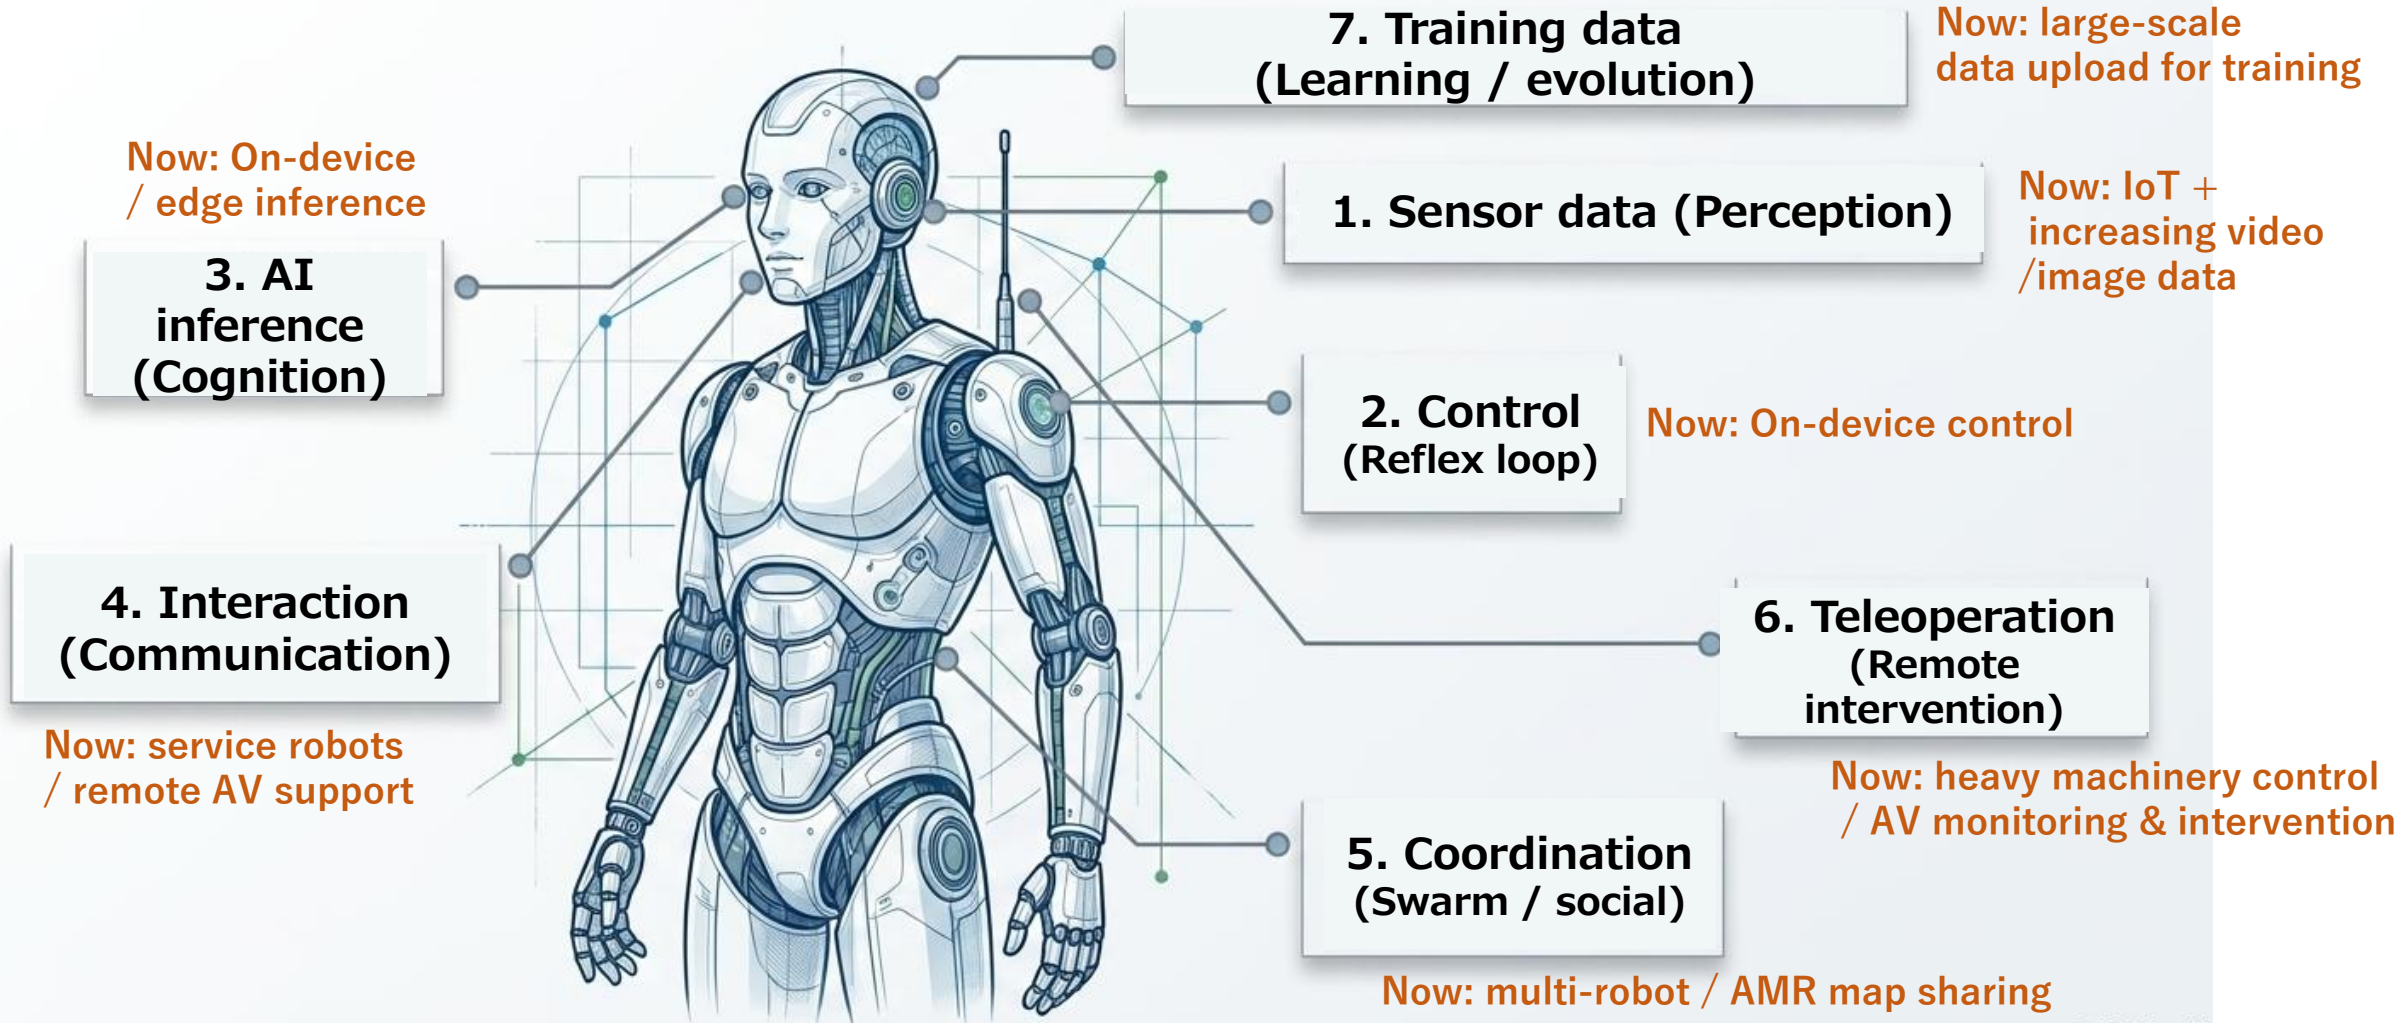 7. Training data
(Learning / evolution)
Now: large-scale
data upload for training
1. Sensor data (Perception)
Now: IoT +
increasing video
/image data
Now: On-device
/ edge inference
3. AI
inference
(Cognition)
2. Control
(Reflex loop)
Now: On-device control
4. Interaction
(Communication)
Now: service robots
/ remote AV support
6. Teleoperation
(Remote
intervention)
Now: heavy machinery control
/ AV monitoring & intervention
5. Coordination
(Swarm / social)
Now: multi-robot / AMR map sharing